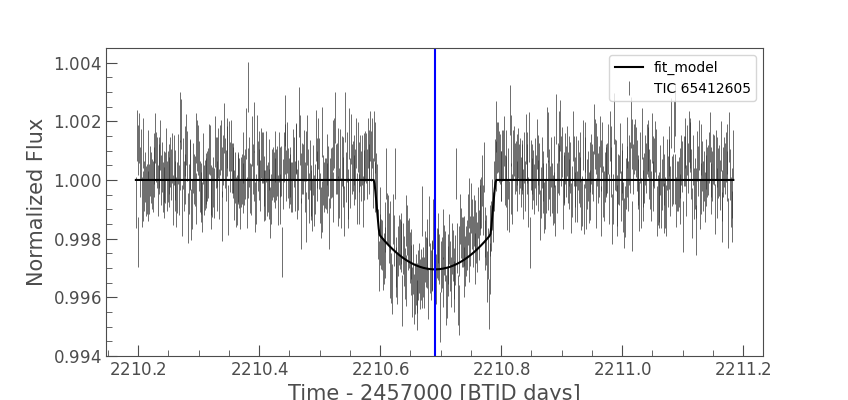 1.004
1.002
1.000
0.998
0.996
0.994
Normalized Flux
fit_model
TIC 65412605
2210.2 2210.4 2210.6 2210.8 2211.0 2211.2
Time - 2457000 [BTJD days]